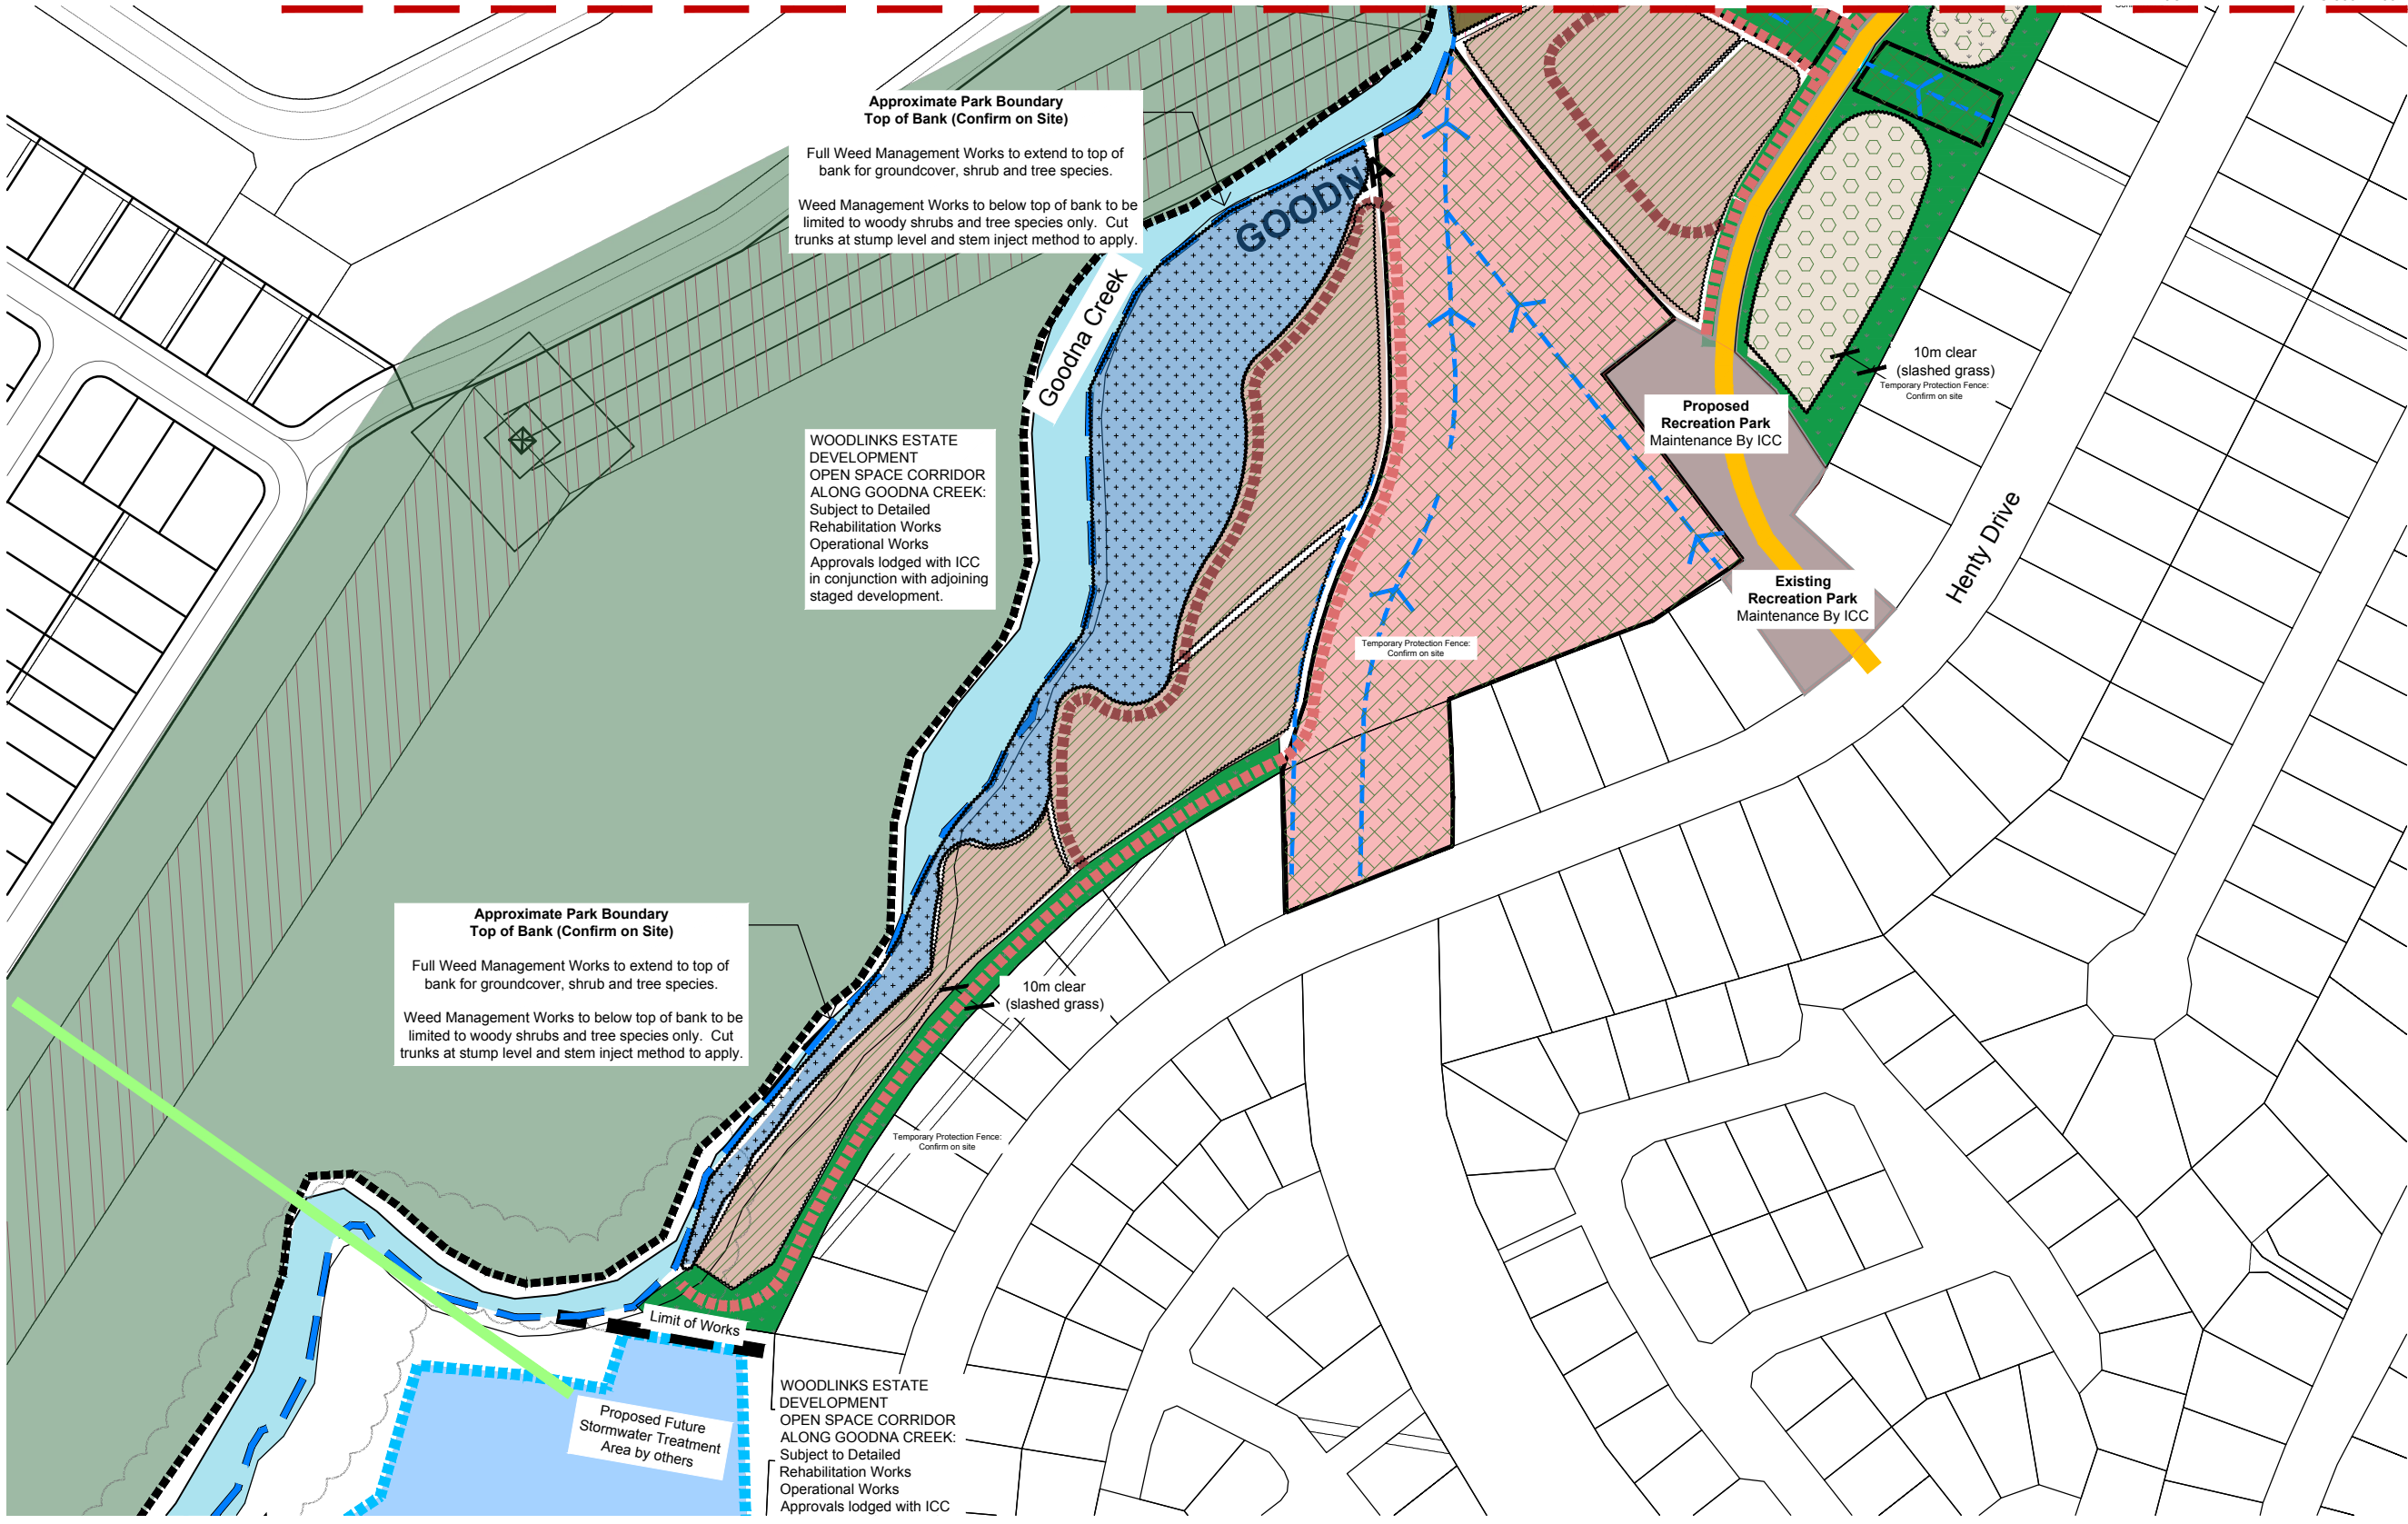 Approximate Park Boundary
Top of Bank (Confirm on Site)
Full Weed Management Works to extend to top of
bank for groundcover, shrub and tree species.
Weed Management Works to below top of bank to be
limited to woody shrubs and tree species only. Cut
trunks at stump level and stem inject method to apply.
GOODNA
Goodna Creek
10m clear
(slashed grass)
Temporary Protection Fence:
Confirm on site
Proposed
Recreation Park
Maintenance By ICC
WOODLINKS ESTATE
DEVELOPMENT
OPEN SPACE CORRIDOR
ALONG GOODNA CREEK:
Subject to Detailed
Rehabilitation Works
Operational Works
Approvals lodged with ICC
in conjunction with adjoining
staged development.
Henty Drive
Existing
Recreation Park
Maintenance By ICC
Temporary Protection Fence:
Confirm on site
Approximate Park Boundary
Top of Bank (Confirm on Site)
Full Weed Management Works to extend to top of
bank for groundcover, shrub and tree species.
Weed Management Works to below top of bank to be
limited to woody shrubs and tree species only. Cut
trunks at stump level and stem inject method to apply.
10m clear
(slashed grass)
Temporary Protection Fence:
Confirm on site
Limit of Works
Proposed Future
Stormwater Treatment
Area by others
WOODLINKS ESTATE
DEVELOPMENT
OPEN SPACE CORRIDOR
ALONG GOODNA CREEK:
Subject to Detailed
Rehabilitation Works
Operational Works
Approvals lodged with ICC